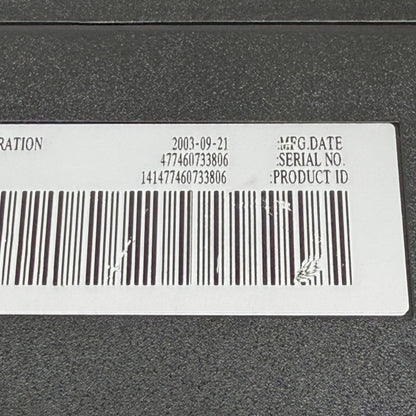 RATION 2003-09-21 :MFG.DATE
477460733806 :SERIAL NO.
141477460733806 :PRODUCT ID